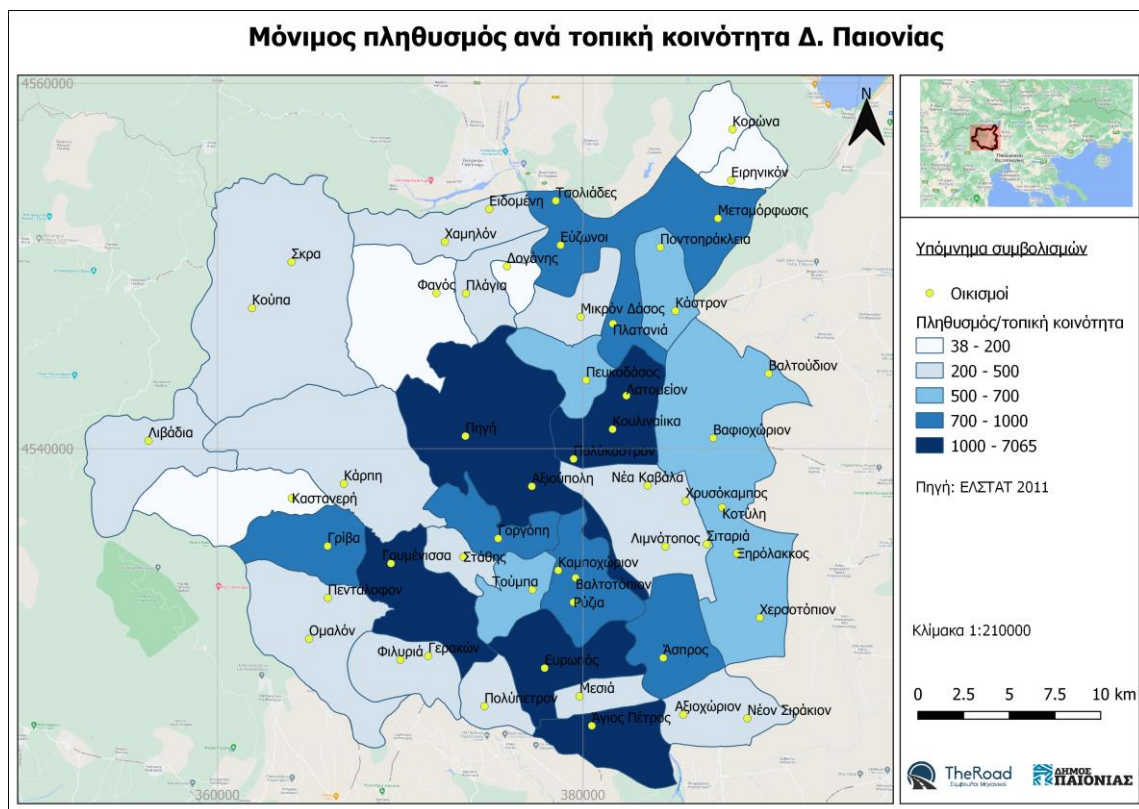 Μόνιμος πληθυσμός ανά τοπική κοινότητα Δ. Παιονίας
4560000
4540000
360000
380000
N
Κορώνα
Ειρηνικόν
Τσολιάδες
Ειδομένη
Μεταμόρφωσις
Χαμηλόν
Εύζωνοι
Ποντοηράκλεια
Σκρα
Δογάνης
Φανός
Πλάγια
Κούπα
Μικρόν Δάσος
Κάστρον
Πλατανιά
Πευκοδάσος
Βαλτούδιον
Λατομείον
Λιβάδια
Πηγή
Κουλιναίικα
Βαφιοχώριον
Πολύκαστρον
Κάρπη
Αξιούπολη
Νέα Καβάλα
Καστανερή
Χρυσόκαμπος
Κοτύλη
Γρίβα
Γοργόπη
Λιμνότοπος
Σιταριά
Γουμένισσα
Στάθης
Ξηρόλακκος
Καμποχώριον
Τούμπα
Βαλτοτόπιον
Πεντάλοφον
Ρύζια
Χερσοτόπιον
Ομαλόν
Φιλυριά
Γερακών
Ευρωπός
Άσπρος
Πολύπετρον
Μεσιά
Αξιοχώριον
Νέον Σιράκιον
Άγιος Πέτρος
Υπόμνημα συμβολισμών
Οικισμοί
Πληθυσμός/τοπική κοινότητα
38 - 200
200 - 500
500 - 700
700 - 1000
1000 - 7065
Πηγή: ΕΛΣΤΑΤ 2011
Κλίμακα 1:210000
0 2.5 5 7.5 10 km
TheRoad
Σύμβουλοι Μηχανικοί
ΔΗΜΟΣ
ΠΑΙΟΝΙΑΣ
Thessaloniki
Θεσσαλονίκη